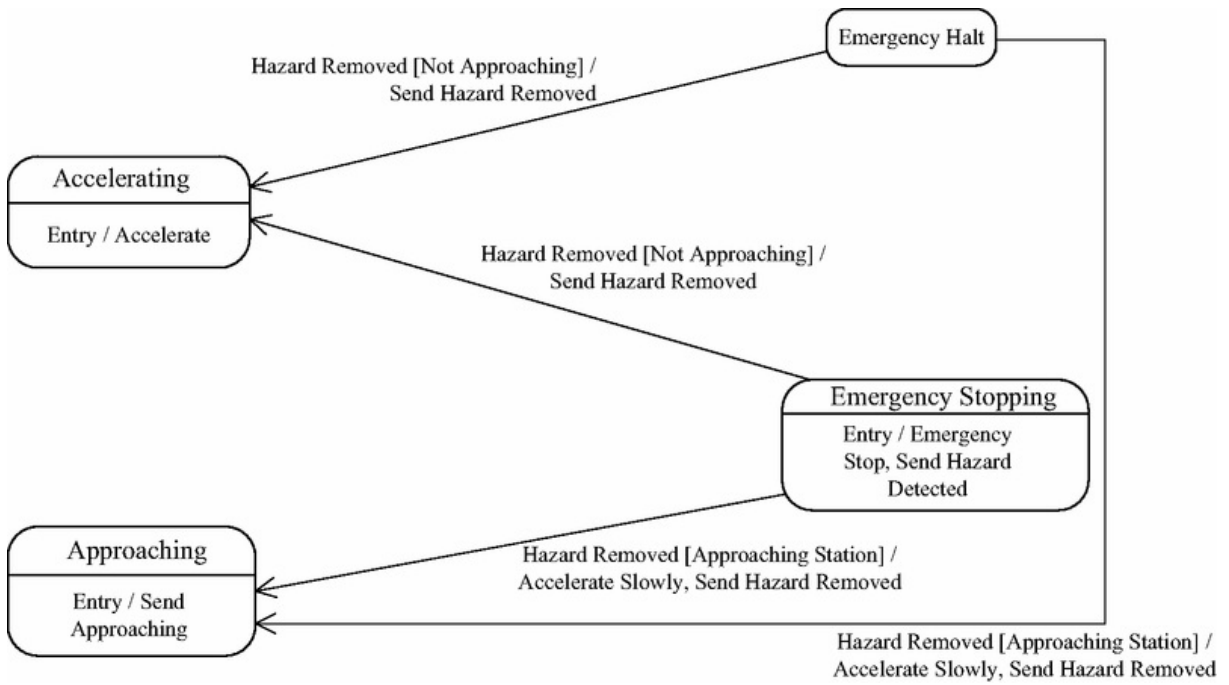 Emergency Halt
Hazard Removed [Not Approaching] /
Send Hazard Removed
Accelerating
Entry / Accelerate
Hazard Removed [Not Approaching] /
Send Hazard Removed
Emergency Stopping
Entry / Emergency
Stop, Send Hazard
Detected
Approaching
Entry / Send
Approaching
Hazard Removed [Approaching Station] /
Accelerate Slowly, Send Hazard Removed
Hazard Removed [Approaching Station] /
Accelerate Slowly, Send Hazard Removed